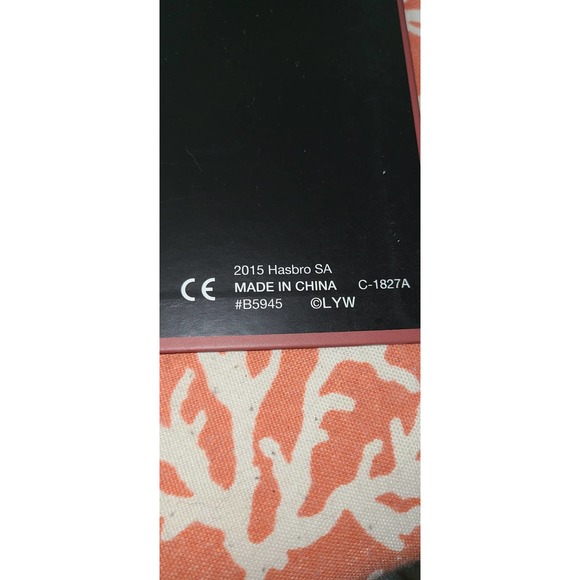 2015 Hasbro SA
CE MADE IN CHINA C-1827A
#B5945 ©LYW